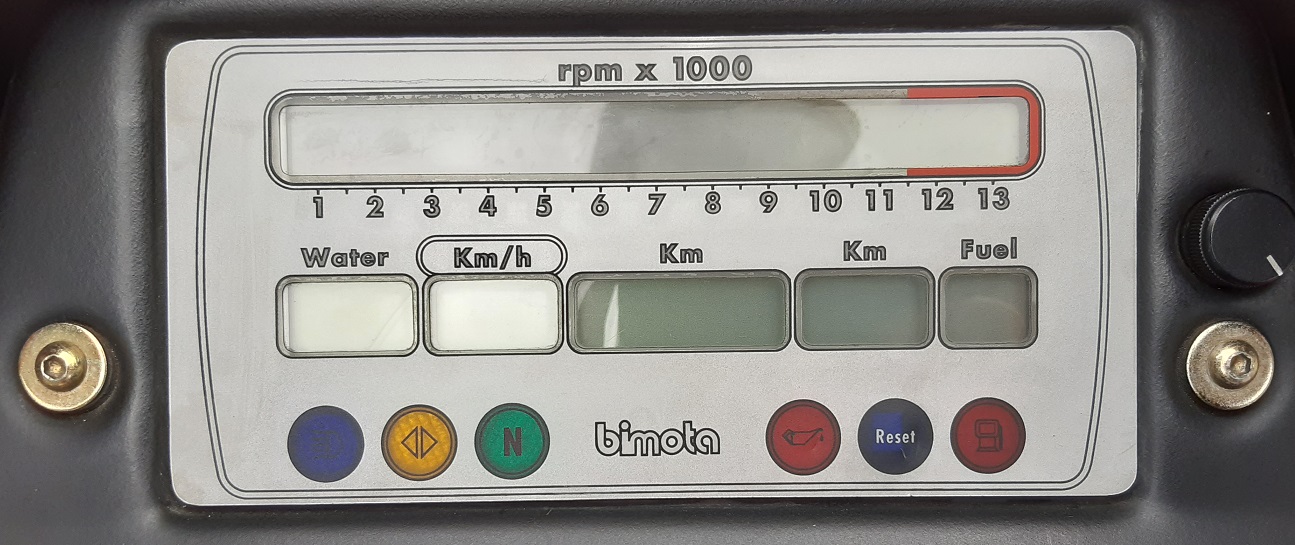 rpm x 1000
1 2 3 4 5 6 7 8 9 10 11 12 13
Water Km/h Km Km Fuel
N bimota Reset